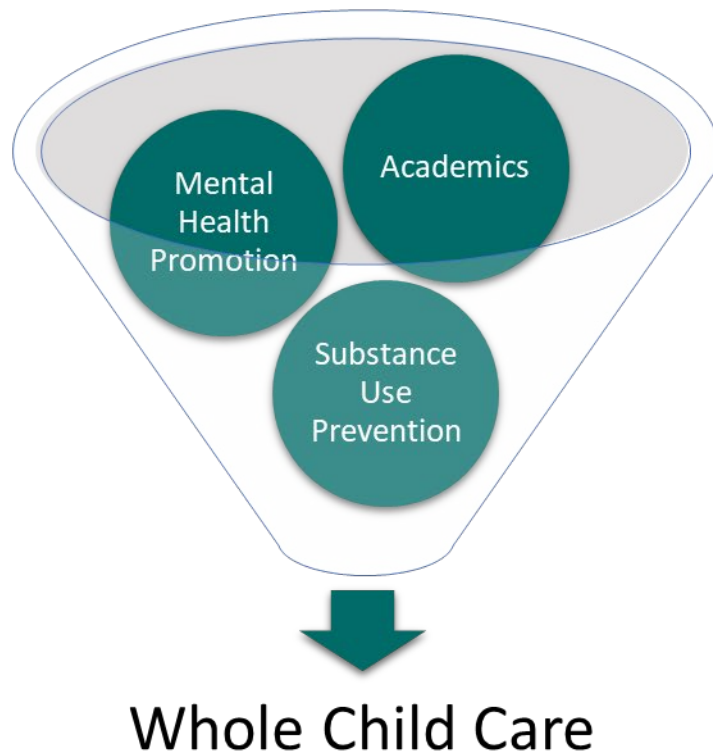 Mental
Health
Promotion
Academics
Substance
Use
Prevention
Whole Child Care